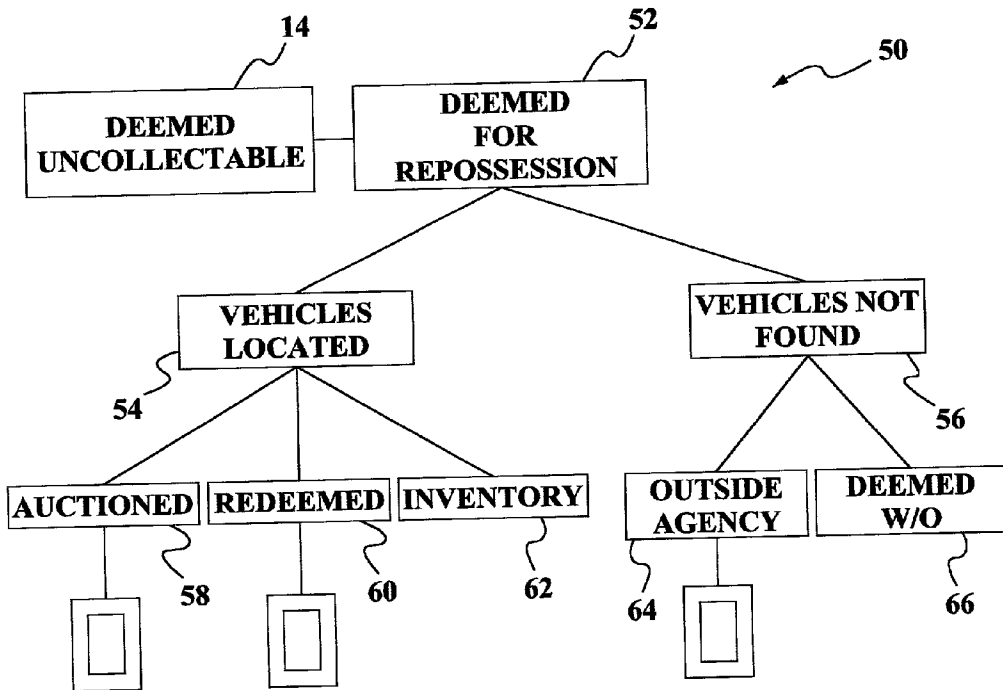 14
52
50
DEEMED
UNCOLLECTABLE
DEEMED
FOR
REPOSSESSION
VEHICLES
LOCATED
VEHICLES NOT
FOUND
54
56
AUCTIONED
REDEEMED
INVENTORY
OUTSIDE
AGENCY
DEEMED
W/O
58
60
62
64
66